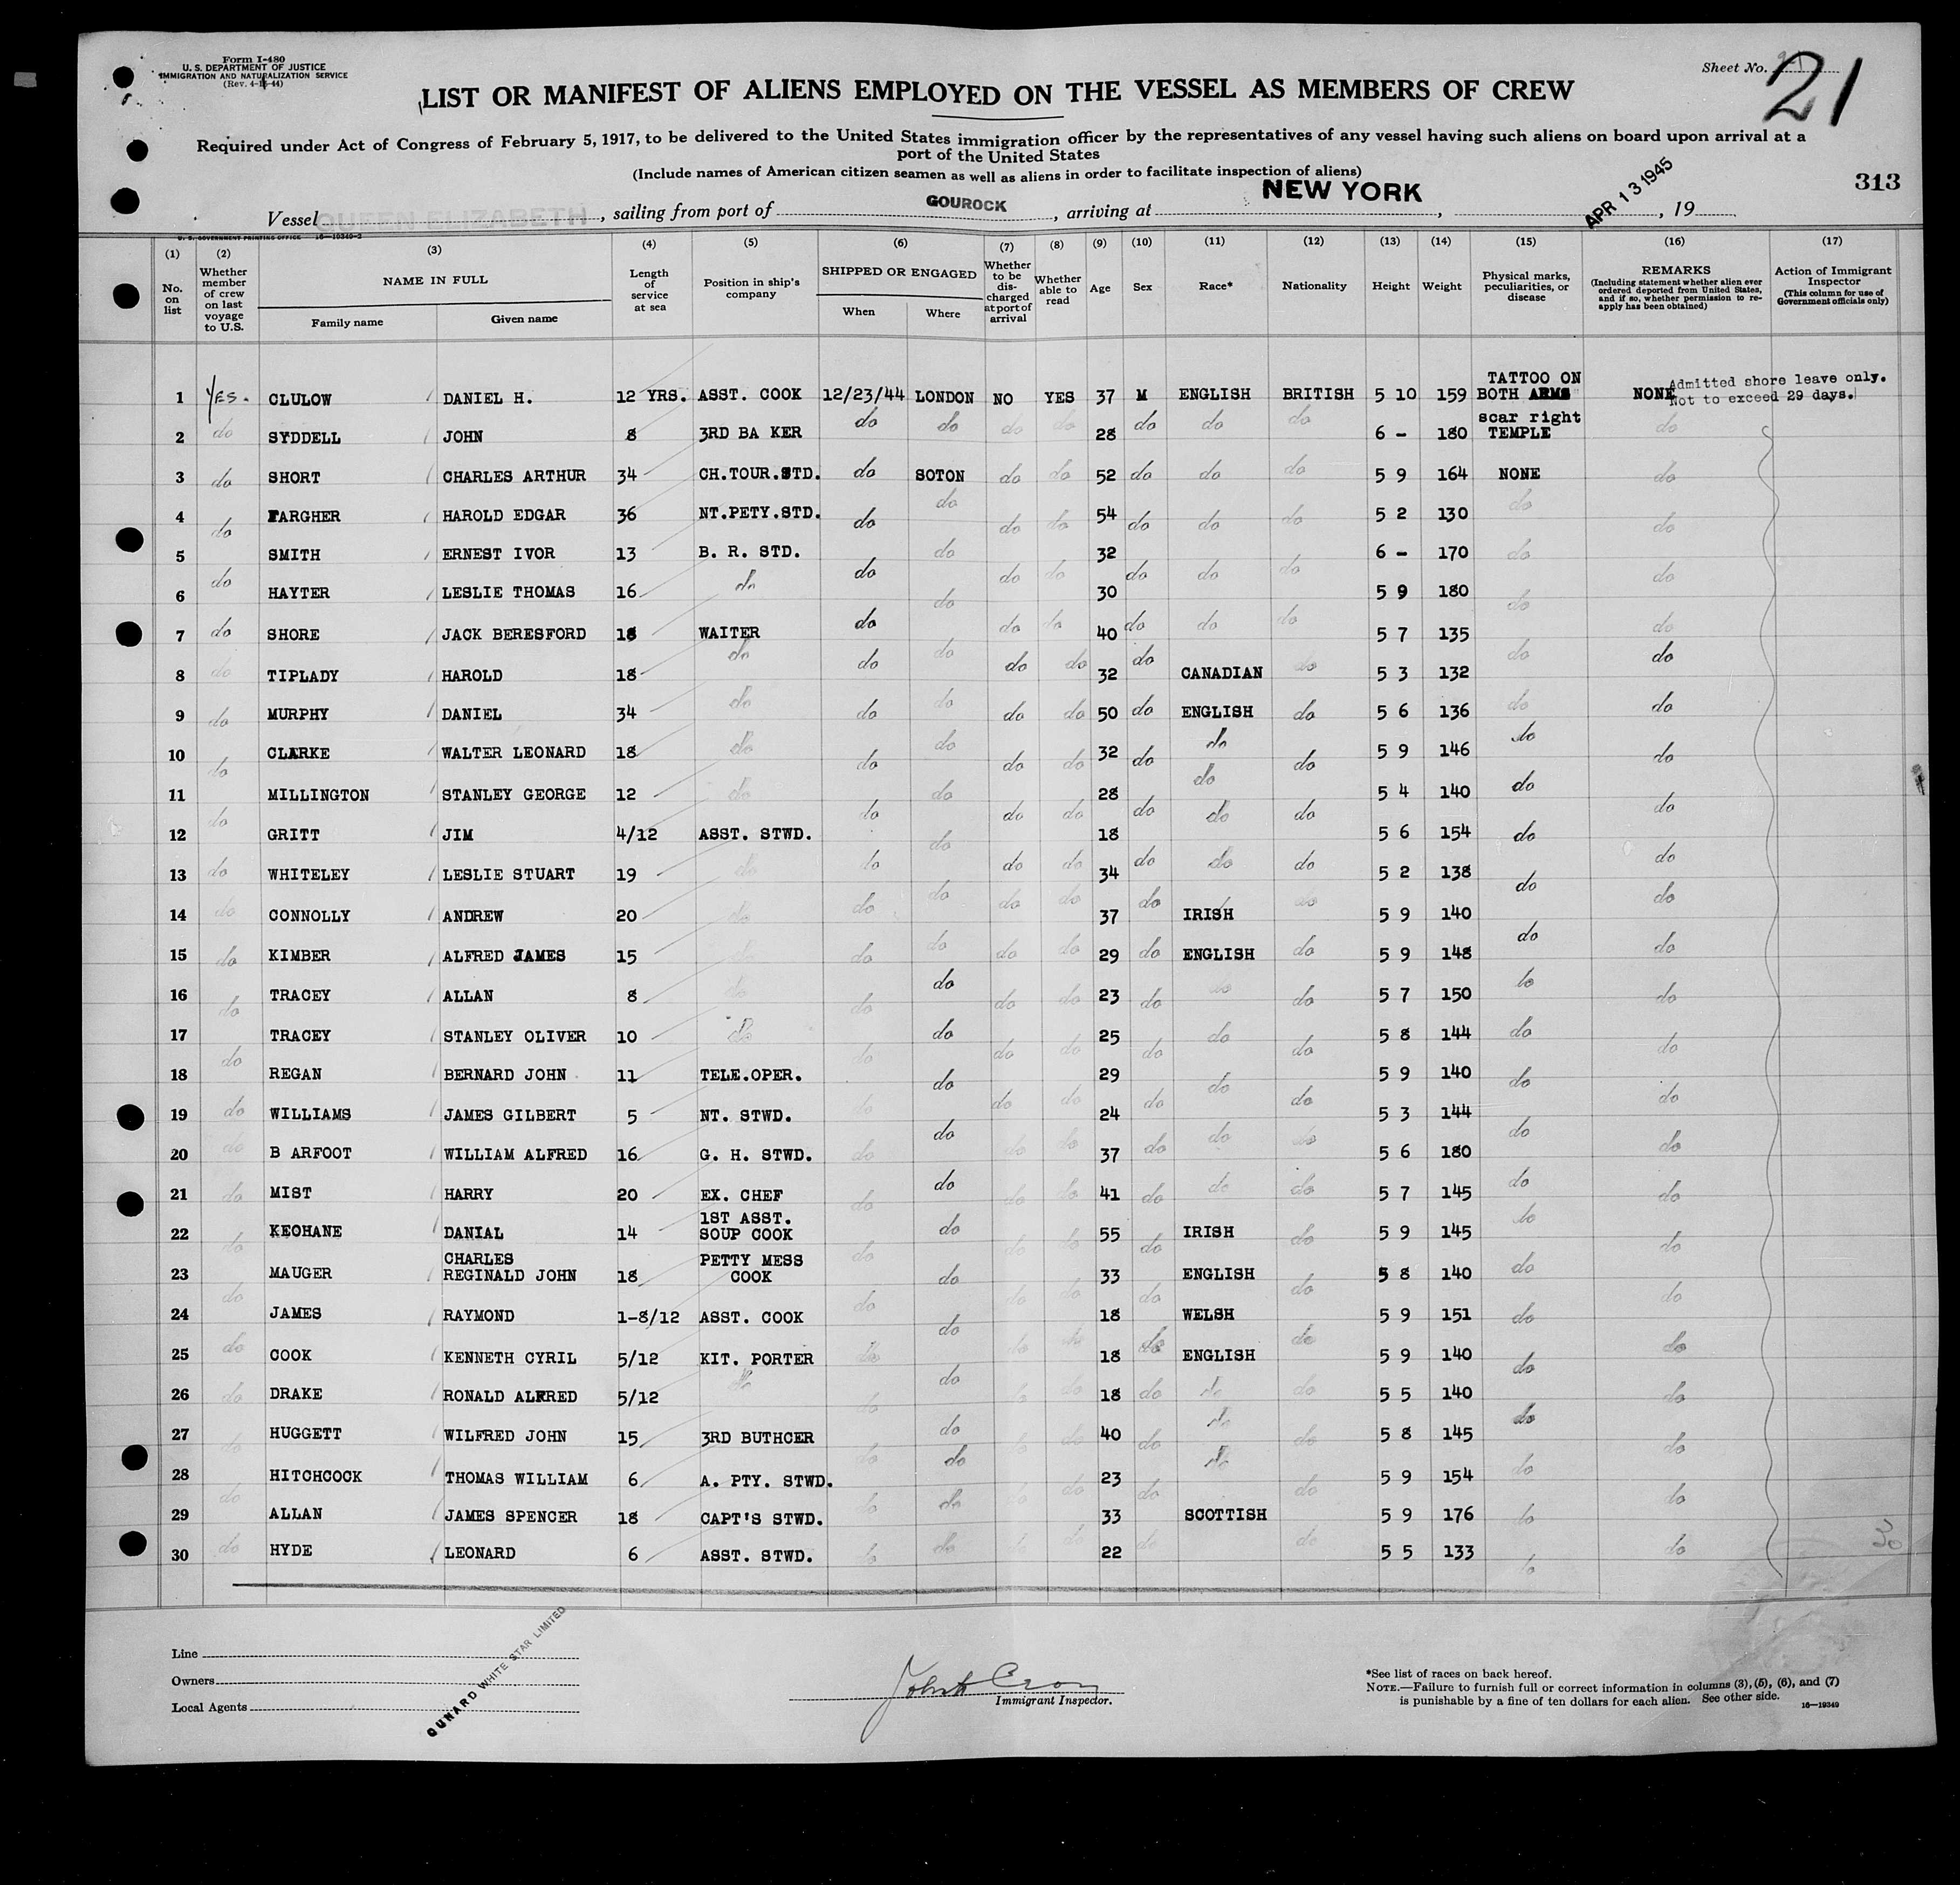 Form I-480
U. S. DEPARTMENT OF JUSTICE
IMMIGRATION AND NATURALIZATION SERVICE
(Rev. 4-1-44)
Sheet No. 21
LIST OR MANIFEST OF ALIENS EMPLOYED ON THE VESSEL AS MEMBERS OF CREW
Required under Act of Congress of February 5, 1917, to be delivered to the United States immigration officer by the representatives of any vessel having such aliens on board upon arrival at a
port of the United States
(Include names of American citizen seamen as well as aliens in order to facilitate inspection of aliens)
313
Vessel QUEEN ELIZABETH, sailing from port of GOUROCK, arriving at NEW YORK, APR 13 1945, 19
U. S. GOVERNMENT PRINTING OFFICE 16—19349-2
(1) No. on list (2) Whether member of crew on last voyage to U.S. (3) NAME IN FULL Family name Given name (4) Length of service at sea (5) Position in ship's company (6) SHIPPED OR ENGAGED When Where (7) Whether to be discharged at port of arrival (8) Whether able to read (9) Age (10) Sex (11) Race* (12) Nationality (13) Height (14) Weight (15) Physical marks, peculiarities, or disease (16) REMARKS (Including statement whether alien ever ordered deported from United States, and if so, whether permission to re-apply has been obtained) (17) Action of Immigrant Inspector (This column for use of Government officials only)
1 YES. CLULOW DANIEL H. 12 YRS. ASST. COOK 12/23/44 LONDON NO YES 37 M ENGLISH BRITISH 5 10 159 TATTOO ON BOTH ARMS NONE Admitted shore leave only. Not to exceed 29 days.
2 do SYDDELL JOHN 8 3RD BA KER do do do do 28 do do do 6 - 180 scar right TEMPLE do
3 do SHORT CHARLES ARTHUR 34 CH.TOUR.STD. do SOTON do do 52 do do do 5 9 164 NONE do
4 do FARGHER HAROLD EDGAR 36 NT.PETY.STD. do do do do 54 do do do 5 2 130 do do
5 SMITH ERNEST IVOR 13 B. R. STD. do 32 6 - 170 do
6 do HAYTER LESLIE THOMAS 16 do do do do do 30 do do do 5 9 180 do do
7 do SHORE JACK BERESFORD 18 WAITER do do do 40 do do do 5 7 135 do
8 do TIPLADY HAROLD 18 do do do do do 32 do CANADIAN do 5 3 132 do do
9 do MURPHY DANIEL 34 do do do do do 50 do ENGLISH do 5 6 136 do do
10 do CLARKE WALTER LEONARD 18 do do do do do 32 do do do 5 9 146 do do
11 MILLINGTON STANLEY GEORGE 12 do do 28 do 5 4 140 do
12 do GRITT JIM 4/12 ASST. STWD. do do do do 18 do do do 5 6 154 do do
13 do WHITELEY LESLIE STUART 19 do do do do 34 do do do 5 2 138 do do
14 do CONNOLLY ANDREW 20 do do do do do 37 do IRISH do 5 9 140 do do
15 do KIMBER ALFRED JAMES 15 do do do do 29 do ENGLISH do 5 9 148 do do
16 do TRACEY ALLAN 8 do do do do do 23 do do do 5 7 150 do do
17 TRACEY STANLEY OLIVER 10 do do 25 do 5 8 144 do
18 do REGAN BERNARD JOHN 11 TELE.OPER. do do do do 29 do do do 5 9 140 do do
19 do WILLIAMS JAMES GILBERT 5 NT. STWD. do do do 24 do do 5 3 144 do
20 do B ARFOOT WILLIAM ALFRED 16 G. H. STWD. do do do do 37 do do do 5 6 180 do do
21 do MIST HARRY 20 EX. CHEF do do do do 41 do do do 5 7 145 do do
22 do KEOHANE DANIAL 14 1ST ASST. SOUP COOK do do do do 55 do IRISH do 5 9 145 do do
23 do MAUGER CHARLES REGINALD JOHN 18 PETTY MESS COOK do do do 33 do ENGLISH do 5 8 140 do do
24 JAMES RAYMOND 1-8/12 ASST. COOK do do 18 WELSH 5 9 151 do
25 do COOK KENNETH CYRIL 5/12 KIT. PORTER do do do 18 do ENGLISH do 5 9 140 do do
26 do DRAKE RONALD ALFRED 5/12 do do do do do 18 do do do 5 5 140 do
27 do HUGGETT WILFRED JOHN 15 3RD BUTHCER do do do 40 do do do 5 8 145 do do
28 HITCHCOCK THOMAS WILLIAM 6 A. PTY. STWD. do do 23 do do 5 9 154 do
29 do ALLAN JAMES SPENCER 18 CAPT'S STWD. do do do 33 do SCOTTISH do 5 9 176 do do
30 do HYDE LEONARD 6 ASST. STWD. do do do 22 do do 5 5 133 do do
30
Line
Owners
Local Agents
CUNARD WHITE STAR LIMITED
Immigrant Inspector.
*See list of races on back hereof.
NOTE.—Failure to furnish full or correct information in columns (3), (5), (6), and (7)
is punishable by a fine of ten dollars for each alien. See other side.
16—19349